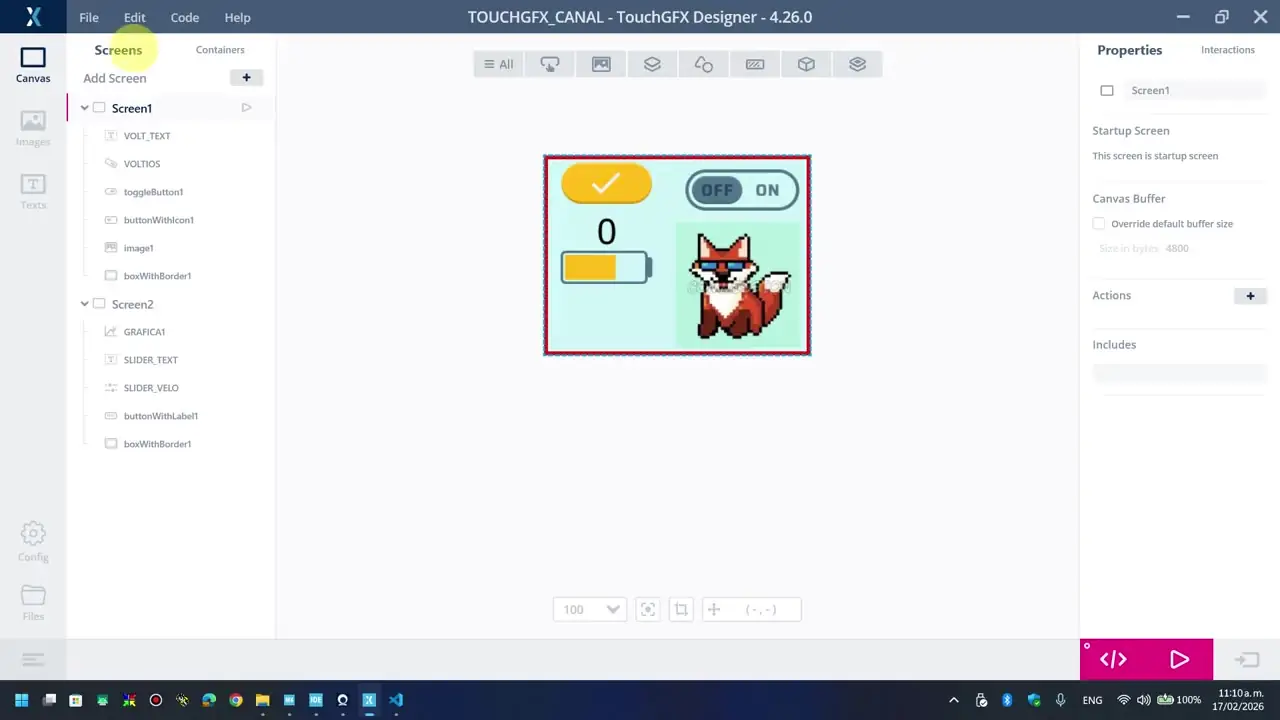 File Edit Code Help
TOUCHGFX_CANAL - TouchGFX Designer - 4.26.0
Screens
Containers
Add Screen
Screen1
VOLT_TEXT
VOLTIOS
toggleButton1
buttonWithIcon1
image1
boxWithBorder1
Screen2
GRAFICA1
SLIDER_TEXT
SLIDER_VELO
buttonWithLabel1
boxWithBorder1
Canvas
Images
Texts
Config
Files
All
OFF ON
0
100
( - , - )
Properties
Interactions
Screen1
Startup Screen
This screen is startup screen
Canvas Buffer
Override default buffer size
Size in bytes 4800
Actions
Includes
ENG
100%
11:10 a. m.
17/02/2026